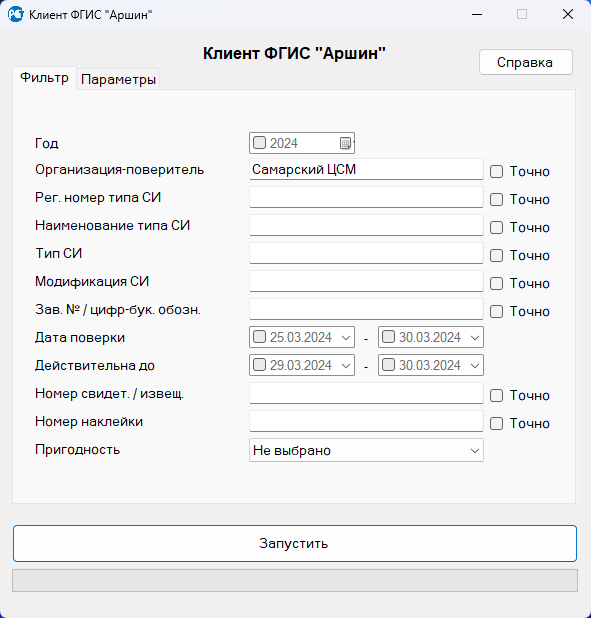 Клиент ФГИС "Аршин"
Клиент ФГИС "Аршин"
Справка
Фильтр Параметры
Год 2024
Организация-поверитель Самарский ЦСМ Точно
Рег. номер типа СИ Точно
Наименование типа СИ Точно
Тип СИ Точно
Модификация СИ Точно
Зав. № / цифр-бук. обозн. Точно
Дата поверки 25.03.2024 - 30.03.2024
Действительна до 29.03.2024 - 30.03.2024
Номер свидет. / извещ. Точно
Номер наклейки Точно
Пригодность Не выбрано
Запустить